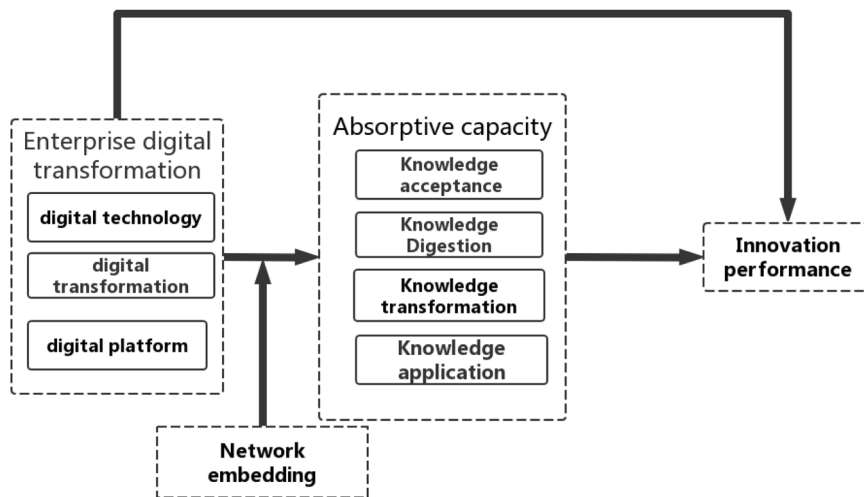 Enterprise digital
transformation
digital technology
digital
transformation
digital platform
Absorptive capacity
Knowledge
acceptance
Knowledge
Digestion
Knowledge
transformation
Knowledge
application
Innovation
performance
Network
embedding